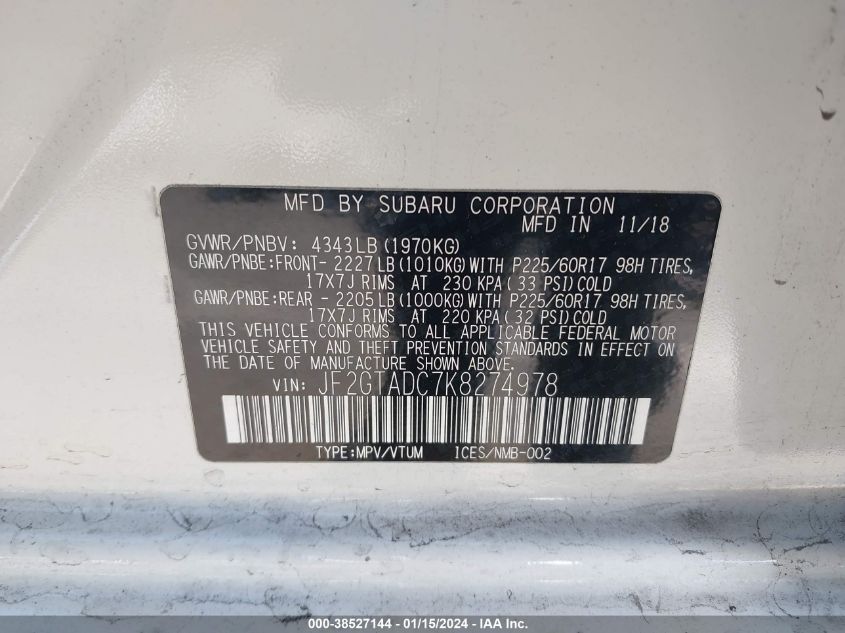 MFD BY SUBARU CORPORATION
MFD IN 11/18
GVWR/PNBV: 4343LB (1970KG)
GAWR/PNBE:FRONT- 2227LB (1010KG) WITH P225/60R17 98H TIRES,
17X7J RIMS AT 230 KPA( 33 PSI) COLD
GAWR/PNBE:REAR - 2205LB (1000KG) WITH P225/60R17 98H TIRES,
17X7J RIMS AT 220 KPA( 32 PSI) COLD
THIS VEHICLE CONFORMS TO ALL APPLICABLE FEDERAL MOTOR
VEHICLE SAFETY AND THEFT PREVENTION STANDARDS IN EFFECT ON
THE DATE OF MANUFACTURE SHOWN ABOVE.
VIN: JF2GTADC7K8274978
TYPE:MPV/VTUM ICES/NMB-002
000-38527144 - 01/15/2024 - IAA Inc.